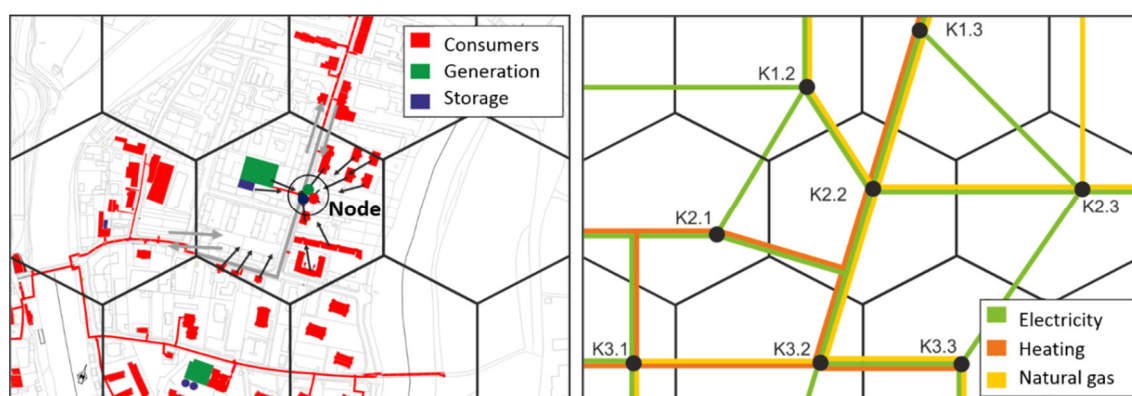 Consumers
Generation
Storage
Node
K1.3
K1.2
K2.2
K2.3
K2.1
K3.1
K3.2
K3.3
Electricity
Heating
Natural gas